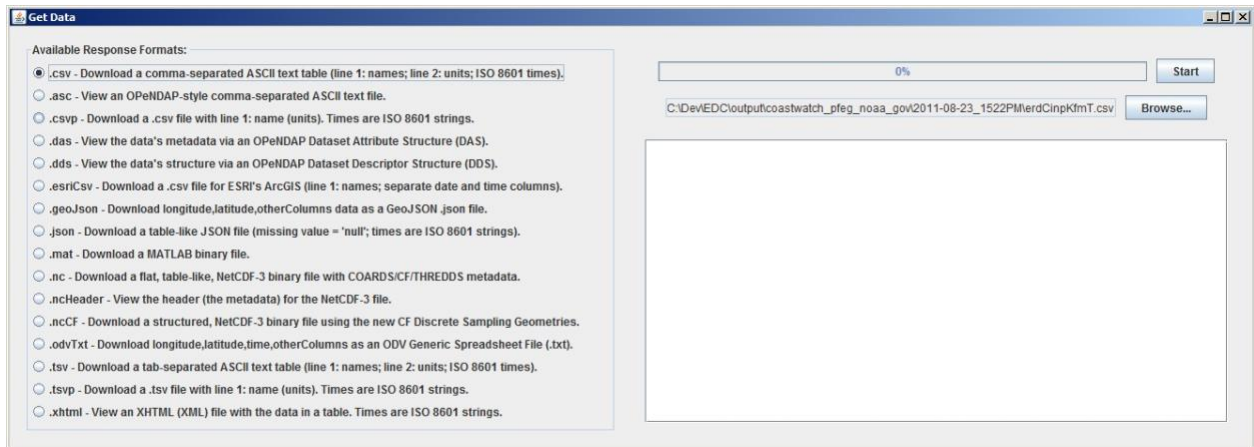 Get Data
Available Response Formats:
.csv - Download a comma-separated ASCII text table (line 1: names; line 2: units; ISO 8601 times).
.asc - View an OPeNDAP-style comma-separated ASCII text file.
.csvp - Download a .csv file with line 1: name (units). Times are ISO 8601 strings.
.das - View the data's metadata via an OPeNDAP Dataset Attribute Structure (DAS).
.dds - View the data's structure via an OPeNDAP Dataset Descriptor Structure (DDS).
.esriCsv - Download a .csv file for ESRI's ArcGIS (line 1: names; separate date and time columns).
.geoJson - Download longitude,latitude,otherColumns data as a GeoJSON .json file.
.json - Download a table-like JSON file (missing value = 'null'; times are ISO 8601 strings).
.mat - Download a MATLAB binary file.
.nc - Download a flat, table-like, NetCDF-3 binary file with COARDS/CF/THREDDS metadata.
.ncHeader - View the header (the metadata) for the NetCDF-3 file.
.ncCF - Download a structured, NetCDF-3 binary file using the new CF Discrete Sampling Geometries.
.odvTxt - Download longitude,latitude,time,otherColumns as an ODV Generic Spreadsheet File (.txt).
.tsv - Download a tab-separated ASCII text table (line 1: names; line 2: units; ISO 8601 times).
.tsvp - Download a .tsv file with line 1: name (units). Times are ISO 8601 strings.
.xhtml - View an XHTML (XML) file with the data in a table. Times are ISO 8601 strings.
0%
Start
C:\Dev\EDC\output\coastwatch_pfeg_noaa_gov\2011-08-23_1522PM\erdCinpKfmT.csv
Browse...